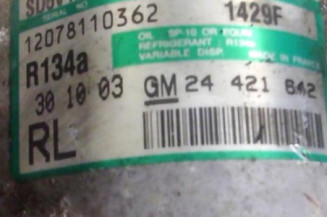 SERIAL NO
1429F
12078110362
OIL SP-10 OR EQUIV
REFRIGERANT R134a
VARIABLE DISP. MADE IN FRANCE
R134a
30 10 03 GM 24 421 642
RL